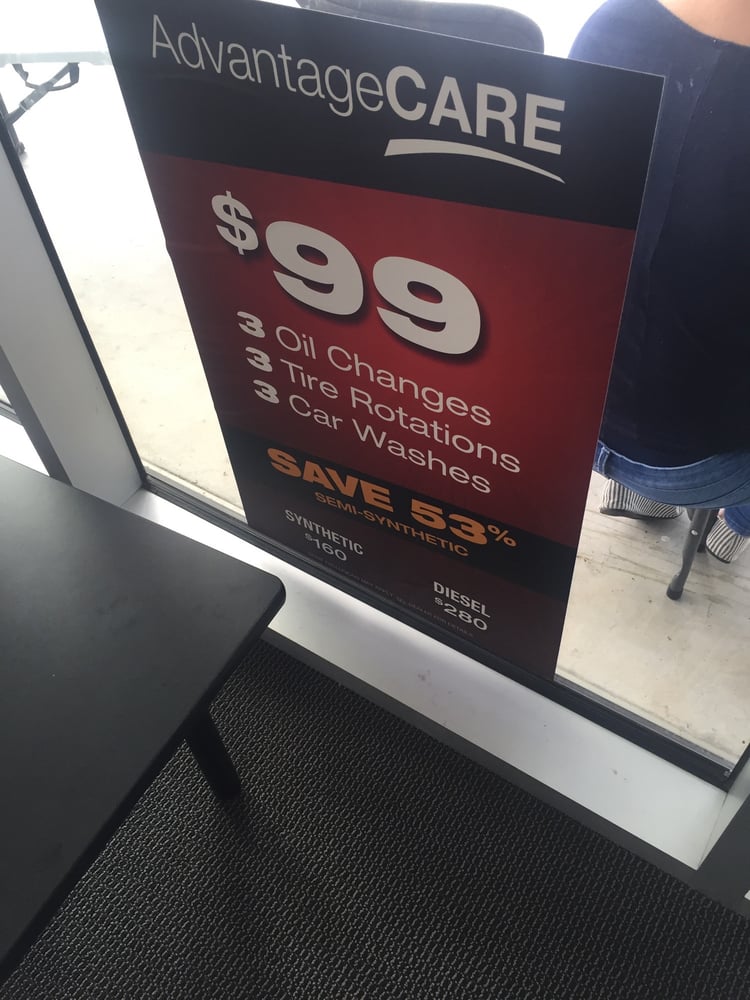 AdvantageCARE
$99
3 Oil Changes
3 Tire Rotations
3 Car Washes
SAVE 53%
SEMI-SYNTHETIC
SYNTHETIC
$160
DIESEL
$280